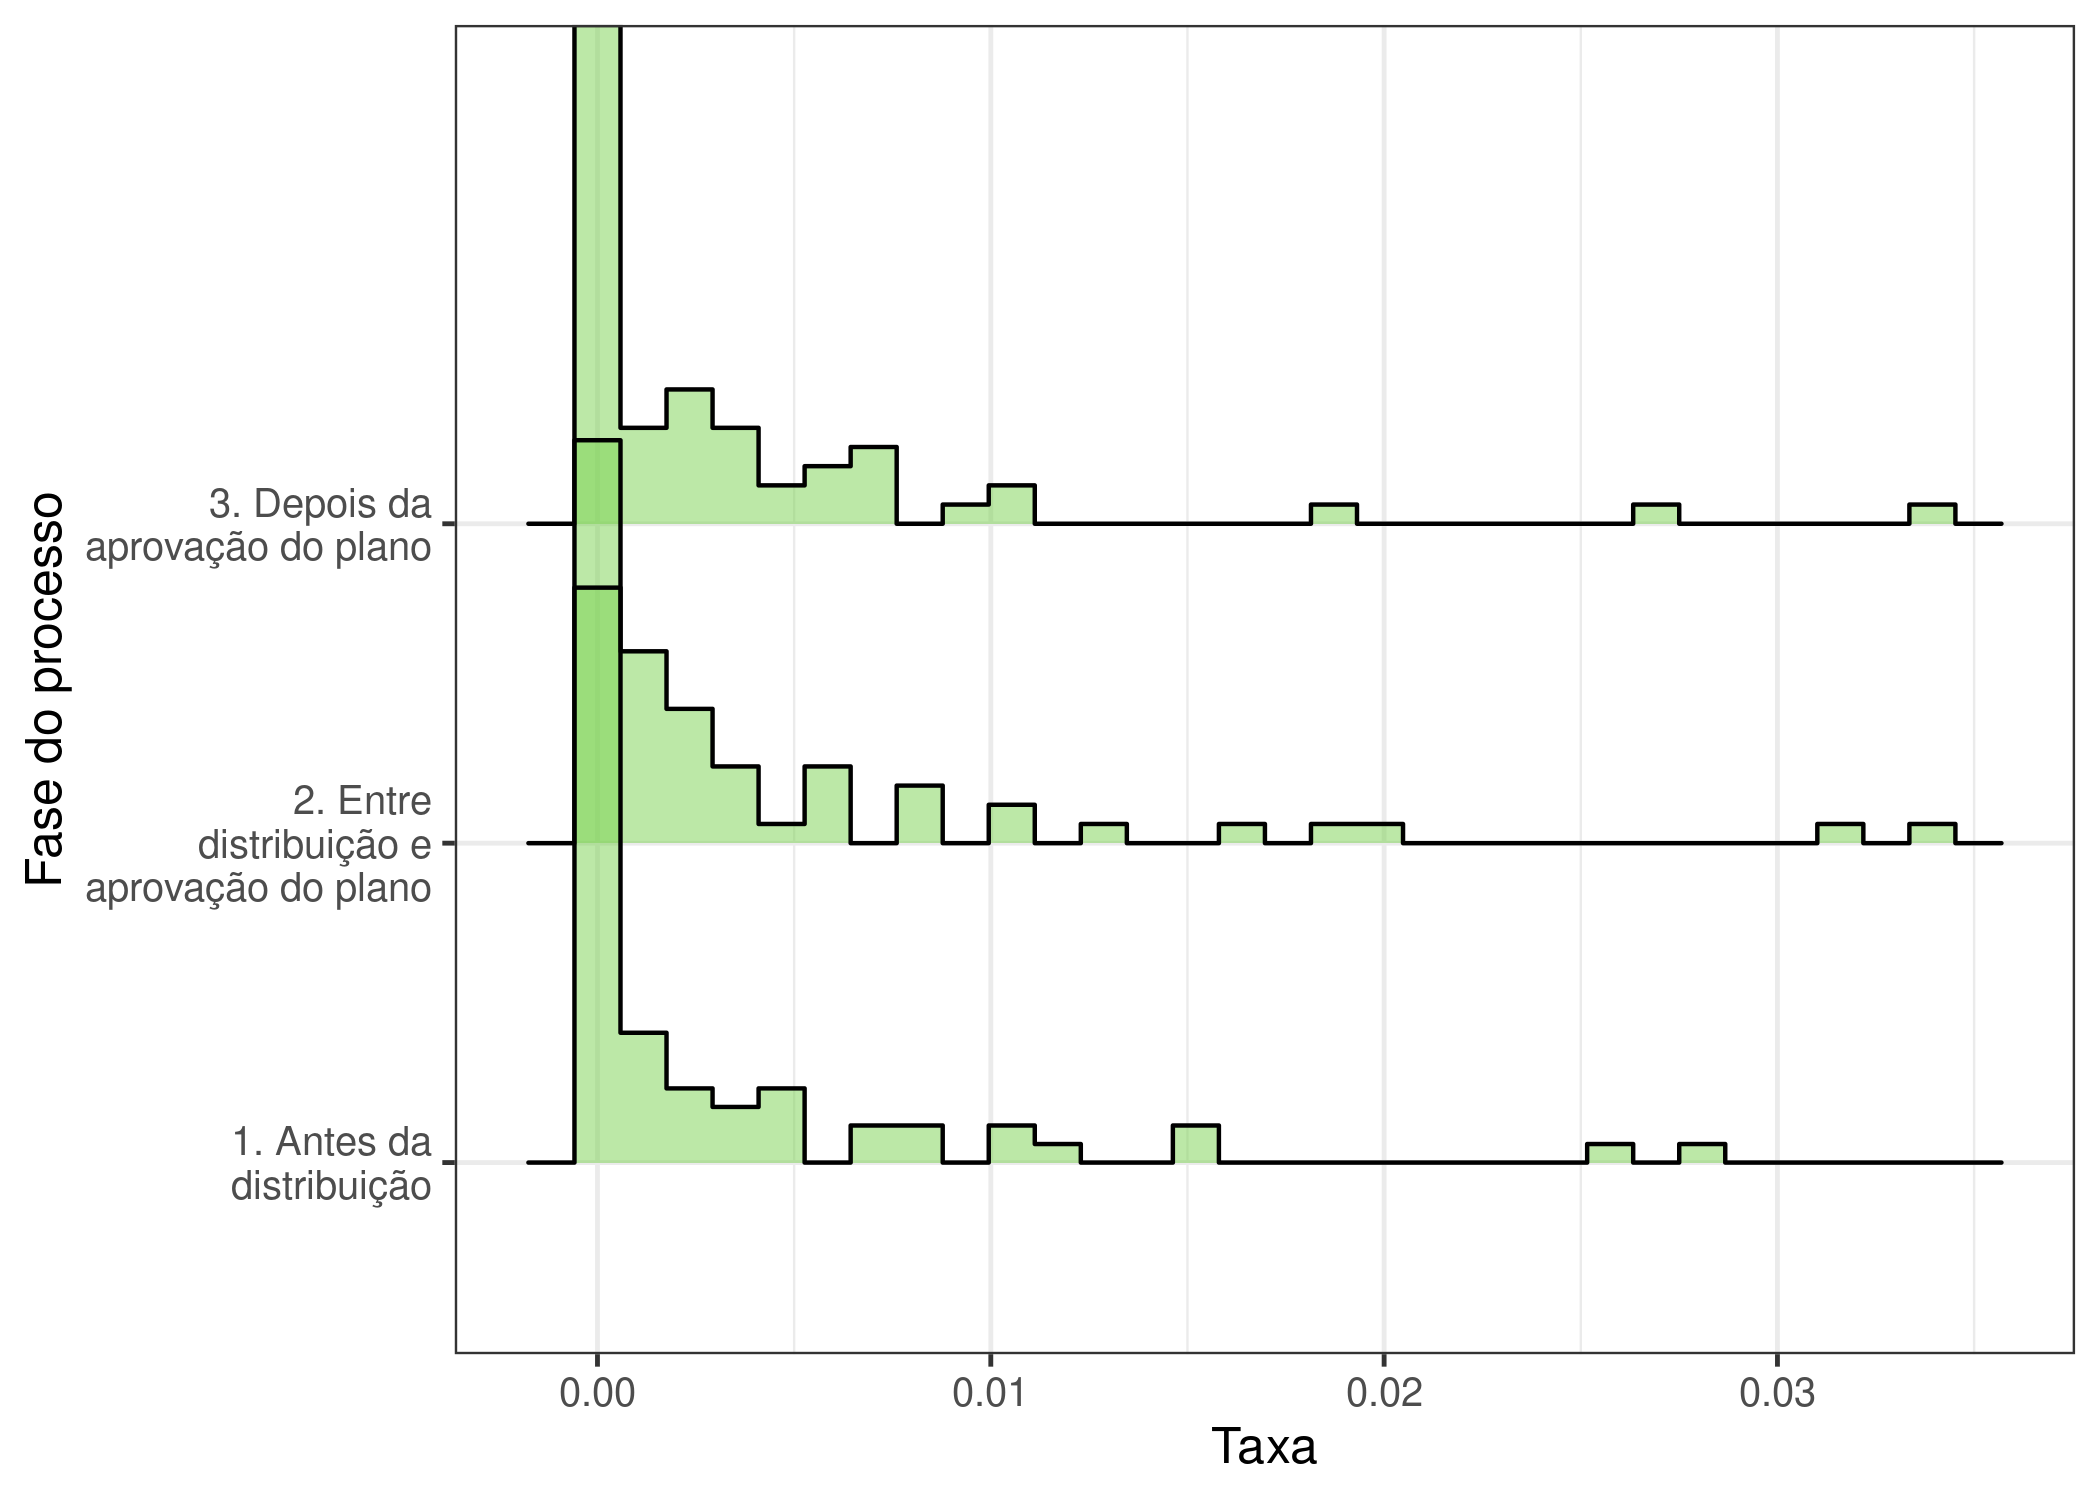 Fase do processo
3. Depois da
aprovação do plano
2. Entre
distribuição e
aprovação do plano
1. Antes da
distribuição
0.00
0.01
0.02
0.03
Taxa